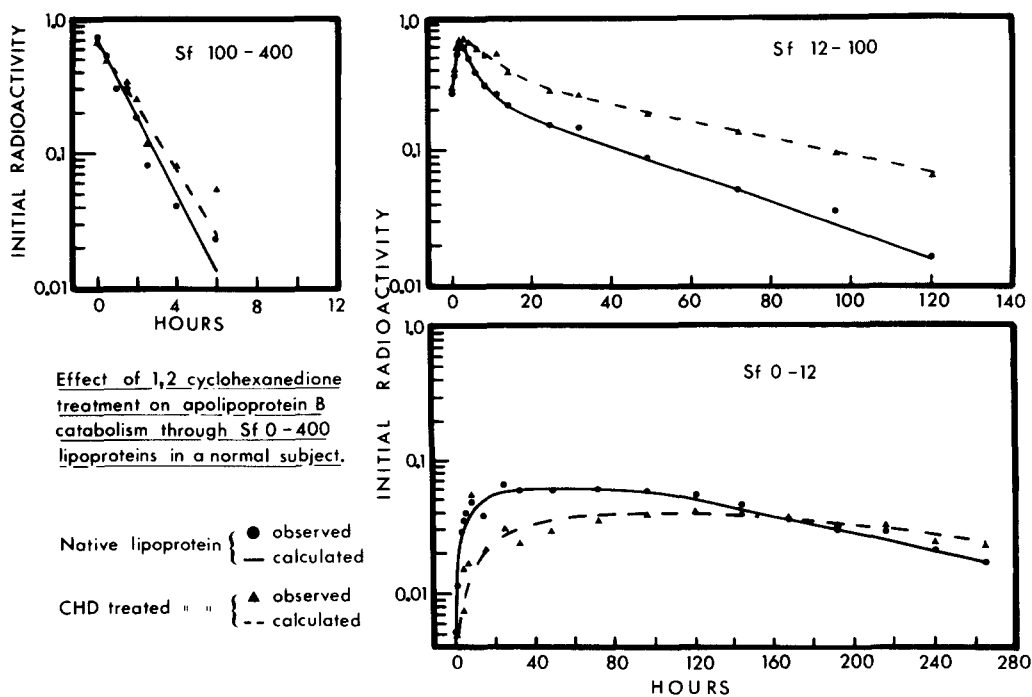 1.0
0.1
0.01
INITIAL RADIOACTIVITY
Sf 100-400
0 4 8 12
HOURS
1.0
0.1
0.01
Sf 12-100
0 20 40 60 80 100 120 140
INITIAL RADIOACTIVITY
1.0
0.1
0.01
Sf 0-12
0 40 80 120 160 200 240 280
HOURS
INITIAL RADIOACTIVITY
Effect of 1,2 cyclohexanedione
treatment on apolipoprotein B
catabolism through Sf 0-400
lipoproteins in a normal subject.
Native lipoprotein { ● observed
— calculated
CHD treated " " { ▲ observed
-- calculated